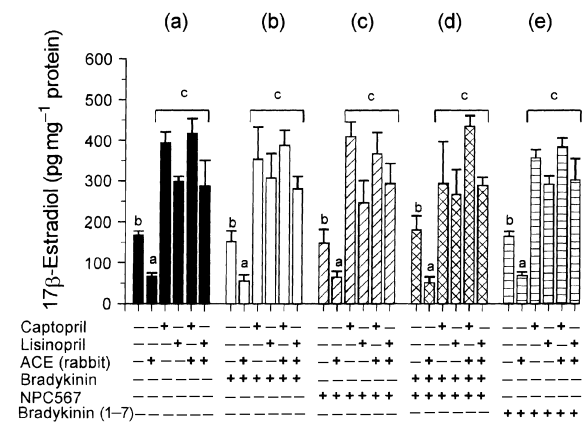 (a) (b) (c) (d) (e)
17β-Estradiol (pg mg⁻¹ protein)
600
c c c c c
500
400
300
200
b b b b b
100
a a a a a
0
Captopril — — + — + — — — + — + — — — + — + — — — + — + — — — + — + —
Lisinopril — — — + — + — — — + — + — — — + — + — — — + — + — — — + — +
ACE (rabbit) — + — — + + — + — — + + — + — — + + — + — — + + — + — — + +
Bradykinin — — — — — — + + + + + + — — — — — — + + + + + + — — — — — —
NPC567 — — — — — — — — — — — — + + + + + + + + + + + + — — — — — —
Bradykinin (1–7) — — — — — — — — — — — — — — — — — — — — — — — — + + + + + +